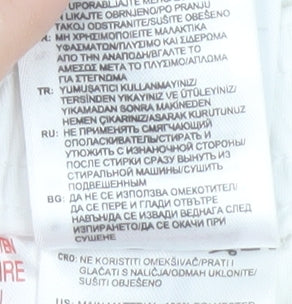 UPORABLJAJTE MEHČ
LIKAJTE OBRNJENO/PO PRANJU
TAKOJ ODSTRANITE/SUŠITE OBEŠENO
ΜΗ ΧΡΗΣΙΜΟΠΟΙΕΙΤΕ ΜΑΛΑΚΤΙΚΑ
ΥΦΑΣΜΑΤΩΝ/ΠΛΥΣΙΜΟ ΚΑΙ ΣΙΔΕΡΩΜΑ
ΑΠΟ ΤΗΝ ΑΝΑΠΟΔΗ/ΒΓΑΛΤΕ ΤΟ
ΑΜΕΣΩΣ ΜΕΤΑ ΤΟ ΠΛΥΣΙΜΟ/ΑΠΛΩΜΑ
ΓΙΑ ΣΤΕΓΝΩΜΑ
TR: YUMUŞATICI KULLANMAYINIZ/
TERSİNDEN YIKAYINIZ VE ÜTÜLEYİNİZ/
YIKAMADAN SONRA MAKİNEDEN
HEMEN ÇIKARINIZ/ASARAK KURUTUNUZ
RU: НЕ ПРИМЕНЯТЬ СМЯГЧАЮЩИЙ
ОПОЛАСКИВАТЕЛЬ/СТИРАТЬ И
УТЮЖИТЬ С ИЗНАНОЧНОЙ СТОРОНЫ/
ПОСЛЕ СТИРКИ СРАЗУ ВЫНУТЬ ИЗ
СТИРАЛЬНОЙ МАШИНЫ/СУШИТЬ
ПОДВЕШЕННЫМ
BG: ДА НЕ СЕ ИЗПОЛЗВА ОМЕКОТИТЕЛ/
ДА СЕ ПЕРЕ И ГЛАДИ ОТВЪТРЕ
НАВЪН/ДА СЕ ИЗВАДИ ВЕДНАГА СЛЕД
ИЗПИРАНЕТО/ДА СЕ ОКАЧИ ПРИ
СУШЕНЕ
CRO: NE KORISTITI OMEKŠIVAČ/PRATI I
GLAČATI S NALIČJA/ODMAH UKLONITE/
SUŠITI OBJEŠENO
IRE